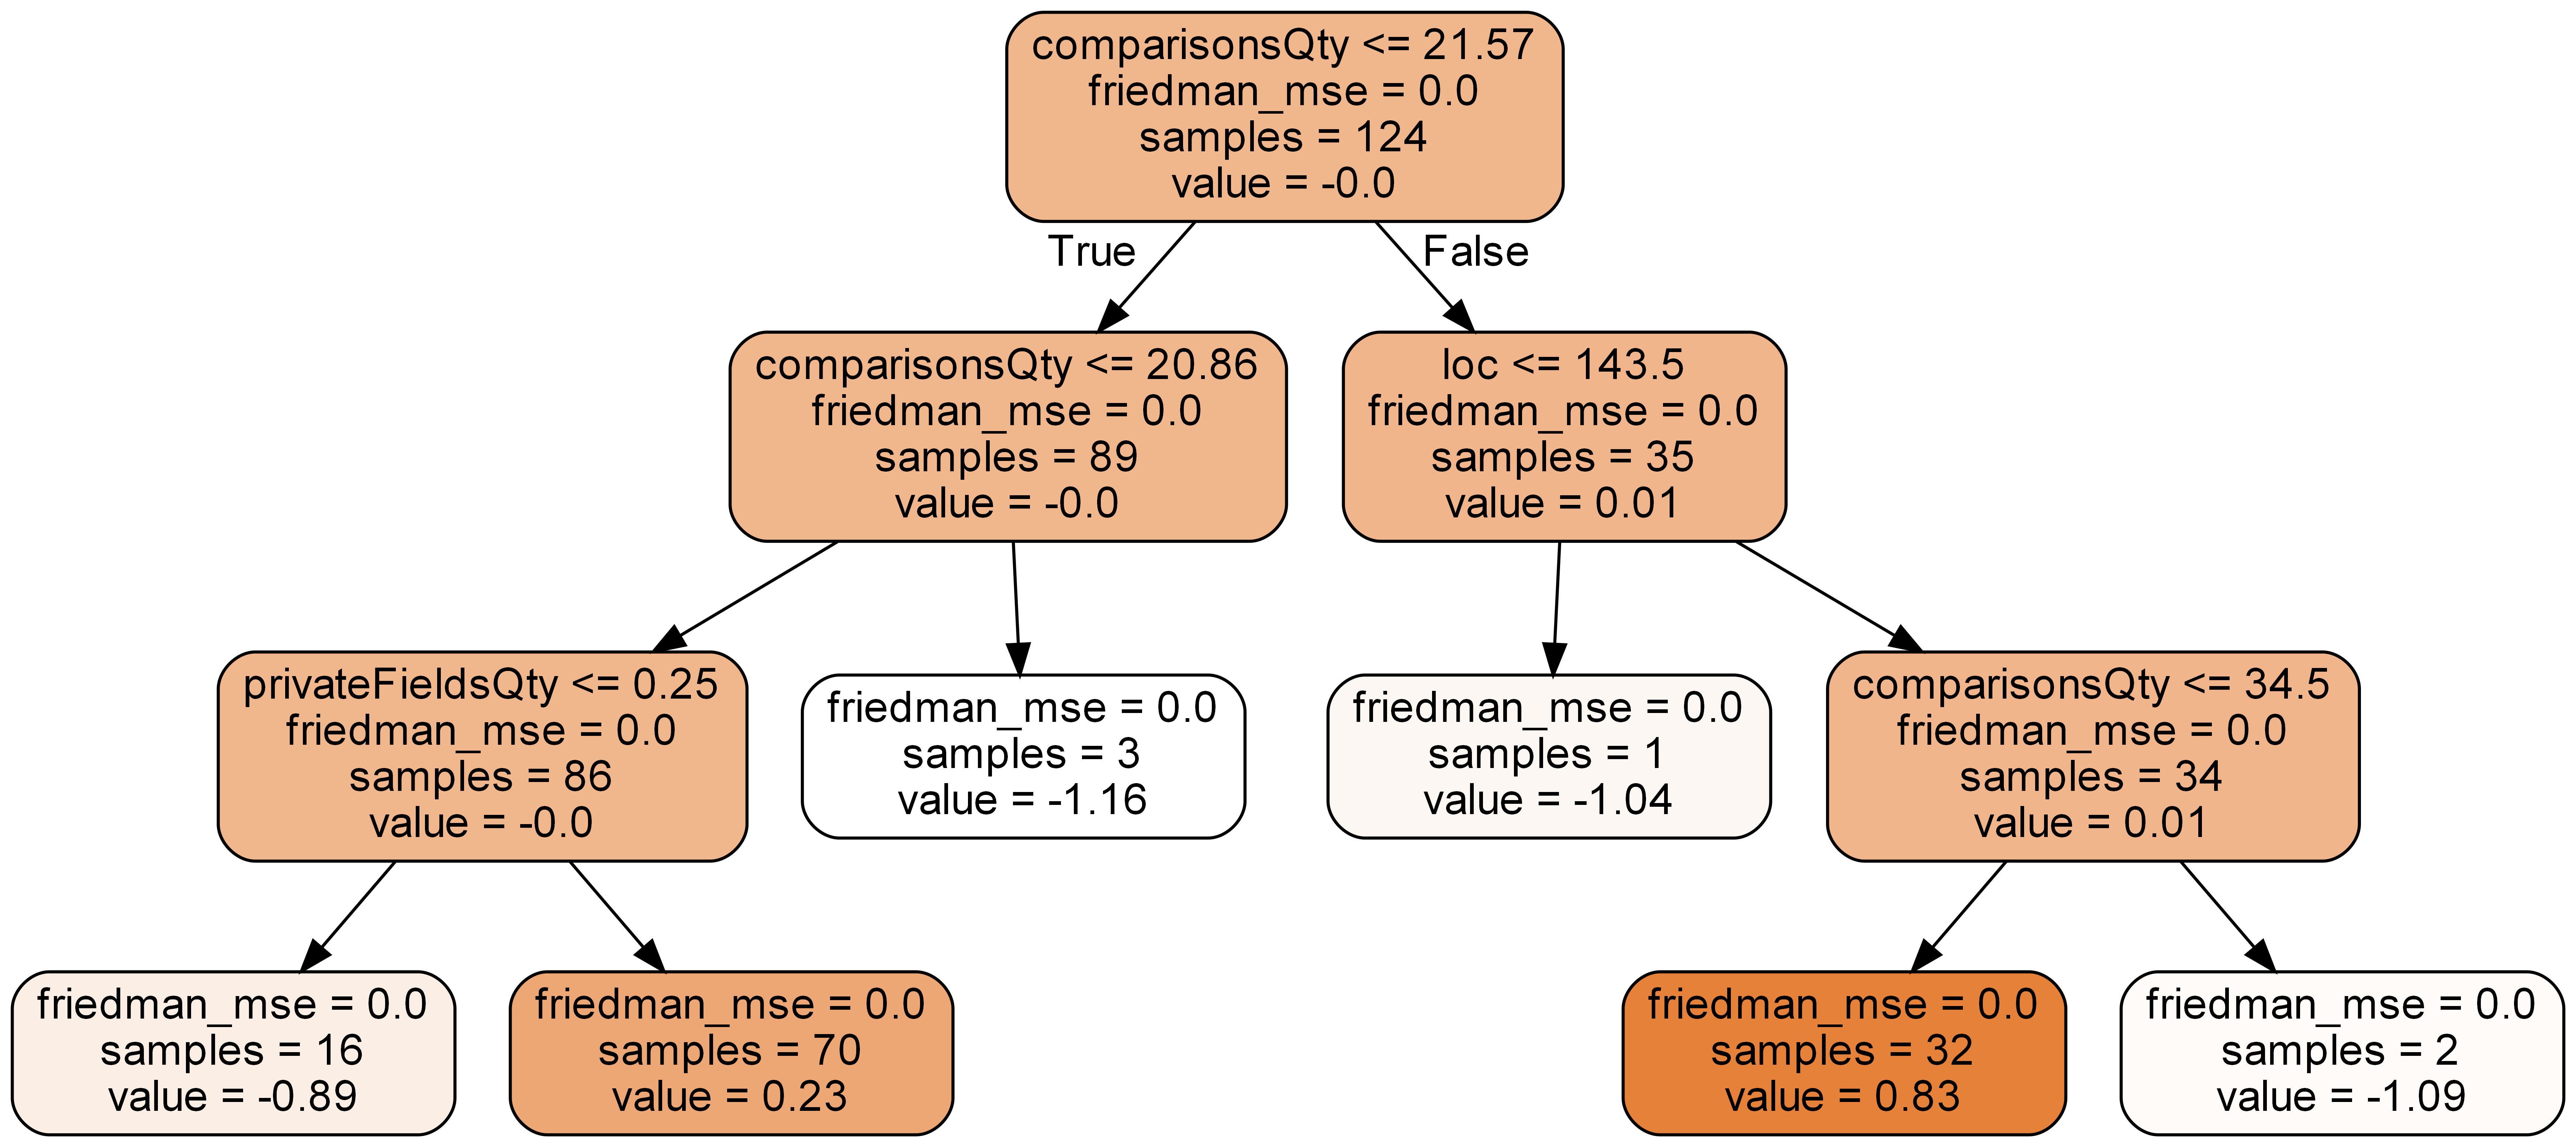 comparisonsQty <= 21.57
friedman_mse = 0.0
samples = 124
value = -0.0
True
False
comparisonsQty <= 20.86
friedman_mse = 0.0
samples = 89
value = -0.0
loc <= 143.5
friedman_mse = 0.0
samples = 35
value = 0.01
privateFieldsQty <= 0.25
friedman_mse = 0.0
samples = 86
value = -0.0
friedman_mse = 0.0
samples = 3
value = -1.16
friedman_mse = 0.0
samples = 1
value = -1.04
comparisonsQty <= 34.5
friedman_mse = 0.0
samples = 34
value = 0.01
friedman_mse = 0.0
samples = 16
value = -0.89
friedman_mse = 0.0
samples = 70
value = 0.23
friedman_mse = 0.0
samples = 32
value = 0.83
friedman_mse = 0.0
samples = 2
value = -1.09